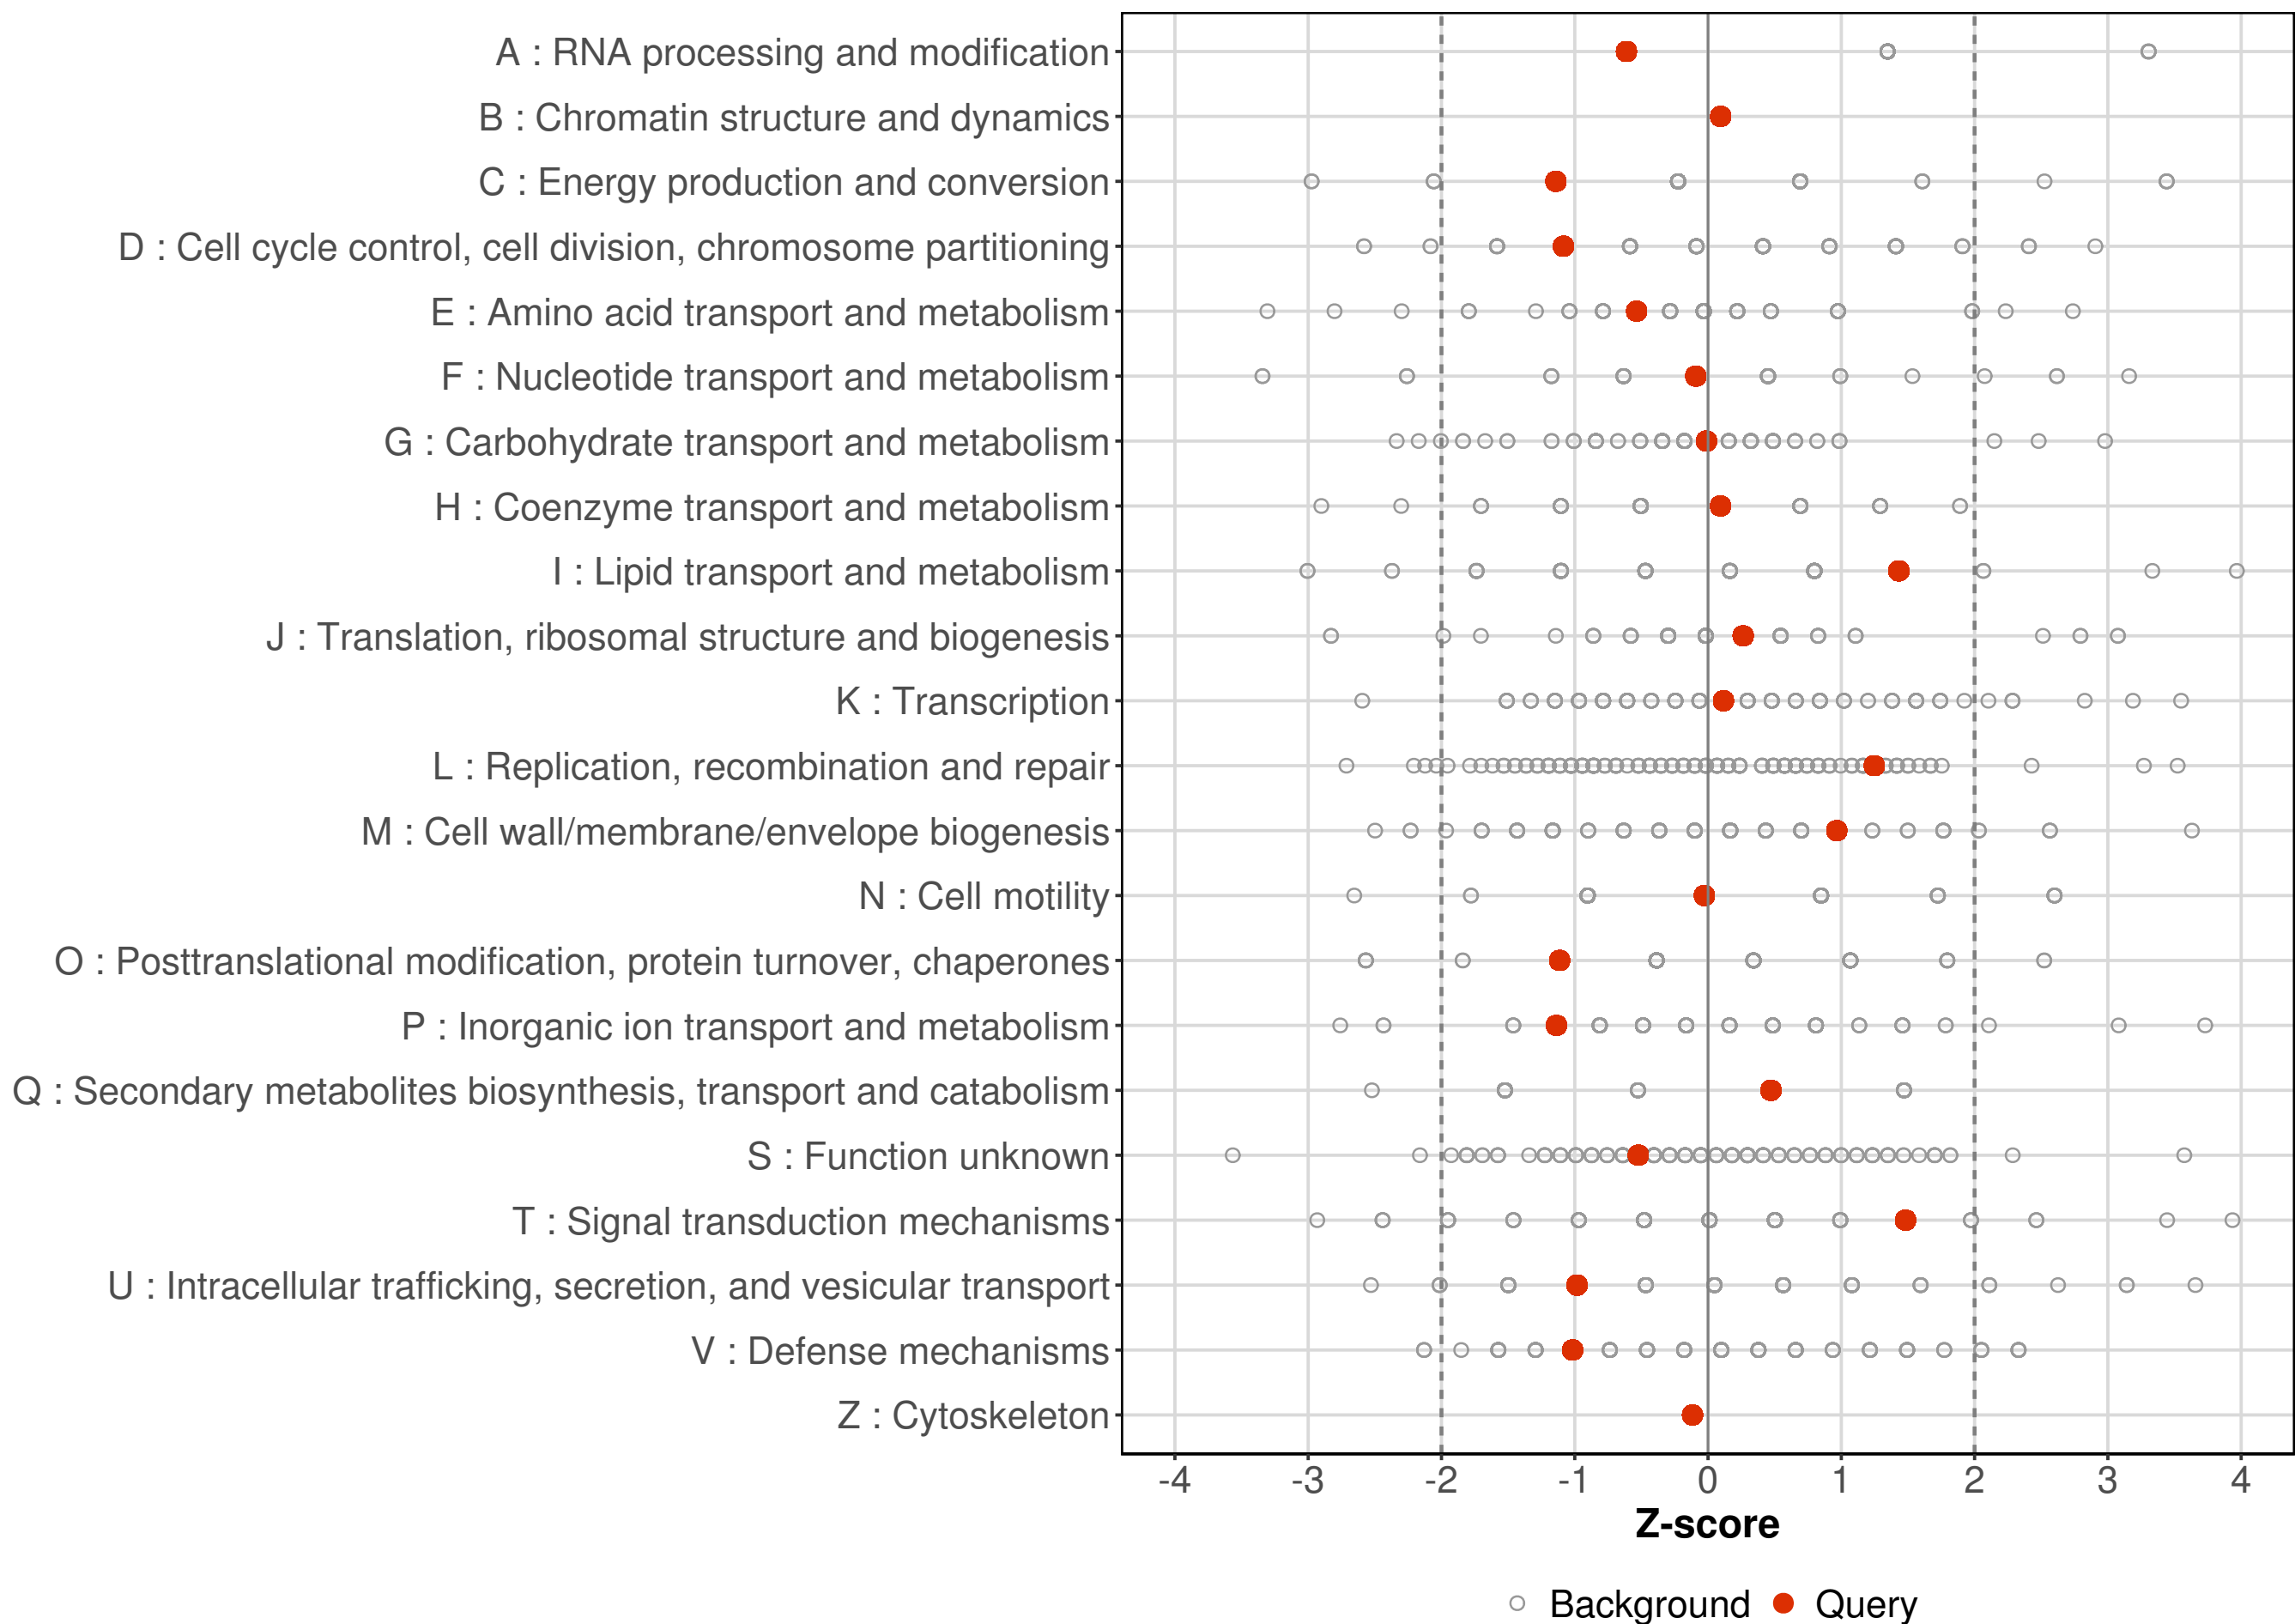 A : RNA processing and modification
B : Chromatin structure and dynamics
C : Energy production and conversion
D : Cell cycle control, cell division, chromosome partitioning
E : Amino acid transport and metabolism
F : Nucleotide transport and metabolism
G : Carbohydrate transport and metabolism
H : Coenzyme transport and metabolism
I : Lipid transport and metabolism
J : Translation, ribosomal structure and biogenesis
K : Transcription
L : Replication, recombination and repair
M : Cell wall/membrane/envelope biogenesis
N : Cell motility
O : Posttranslational modification, protein turnover, chaperones
P : Inorganic ion transport and metabolism
Q : Secondary metabolites biosynthesis, transport and catabolism
S : Function unknown
T : Signal transduction mechanisms
U : Intracellular trafficking, secretion, and vesicular transport
V : Defense mechanisms
Z : Cytoskeleton
-4 -3 -2 -1 0 1 2 3 4
Z-score
Background Query